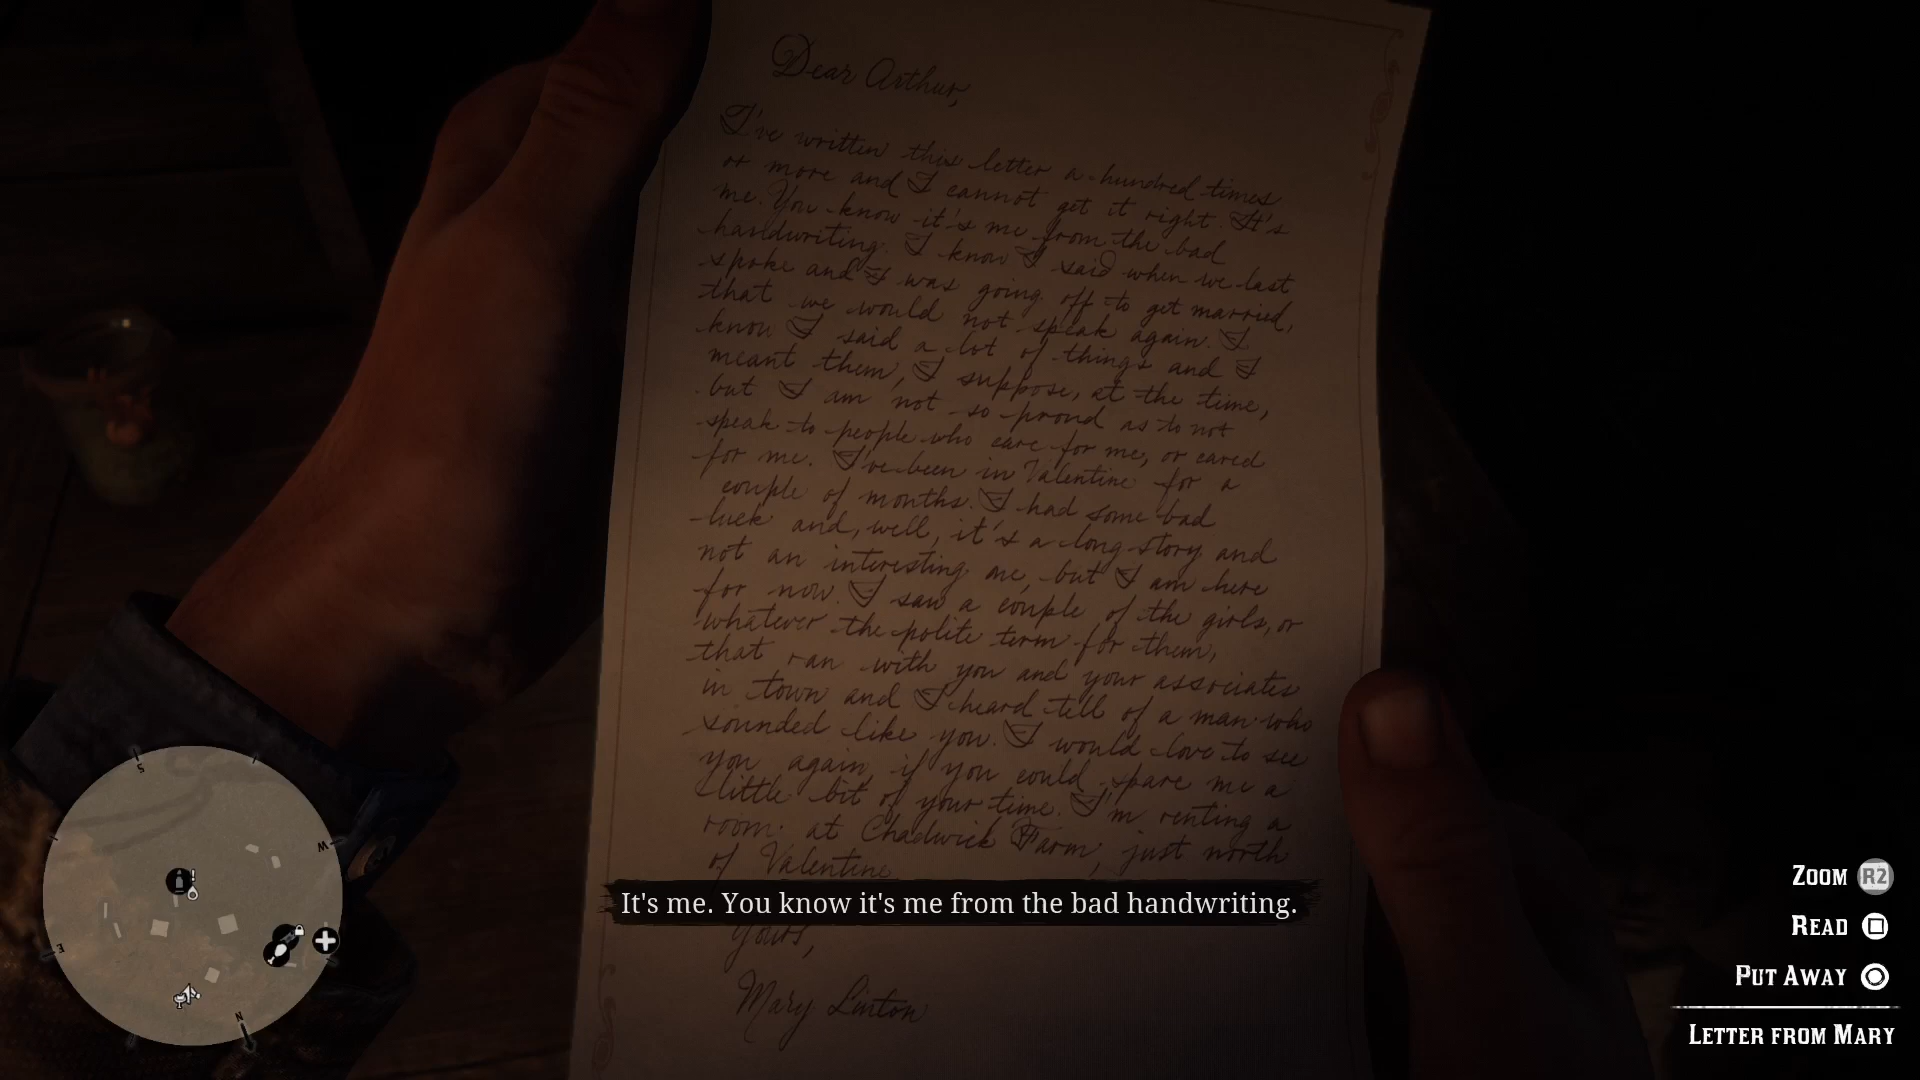 Dear Arthur,
I've written this letter a hundred times
or more and I cannot get it right. It's
me. You know it's me from the bad
handwriting. I know I said when we last
spoke and I was going off to get married,
that we would not speak again. I
know I said a lot of things and I
meant them, I suppose, at the time,
but I am not so proud as to not
speak to people who care for me, or cared
for me. I've been in Valentine for a
couple of months. I had some bad
luck and, well, it's a long story and
not an interesting one, but I am here
for now. I saw a couple of the girls, or
whatever the polite term for them,
that ran with you and your associates
in town and I heard tell of a man who
sounded like you. I would love to see
you again, if you could spare me a
little bit of your time. I'm renting a
room at Chadwick Farm, just north
of Valentine
It's me. You know it's me from the bad handwriting.
Yours,
Mary Linton
S
W
E
N
ZOOM R2
READ
PUT AWAY
LETTER FROM MARY